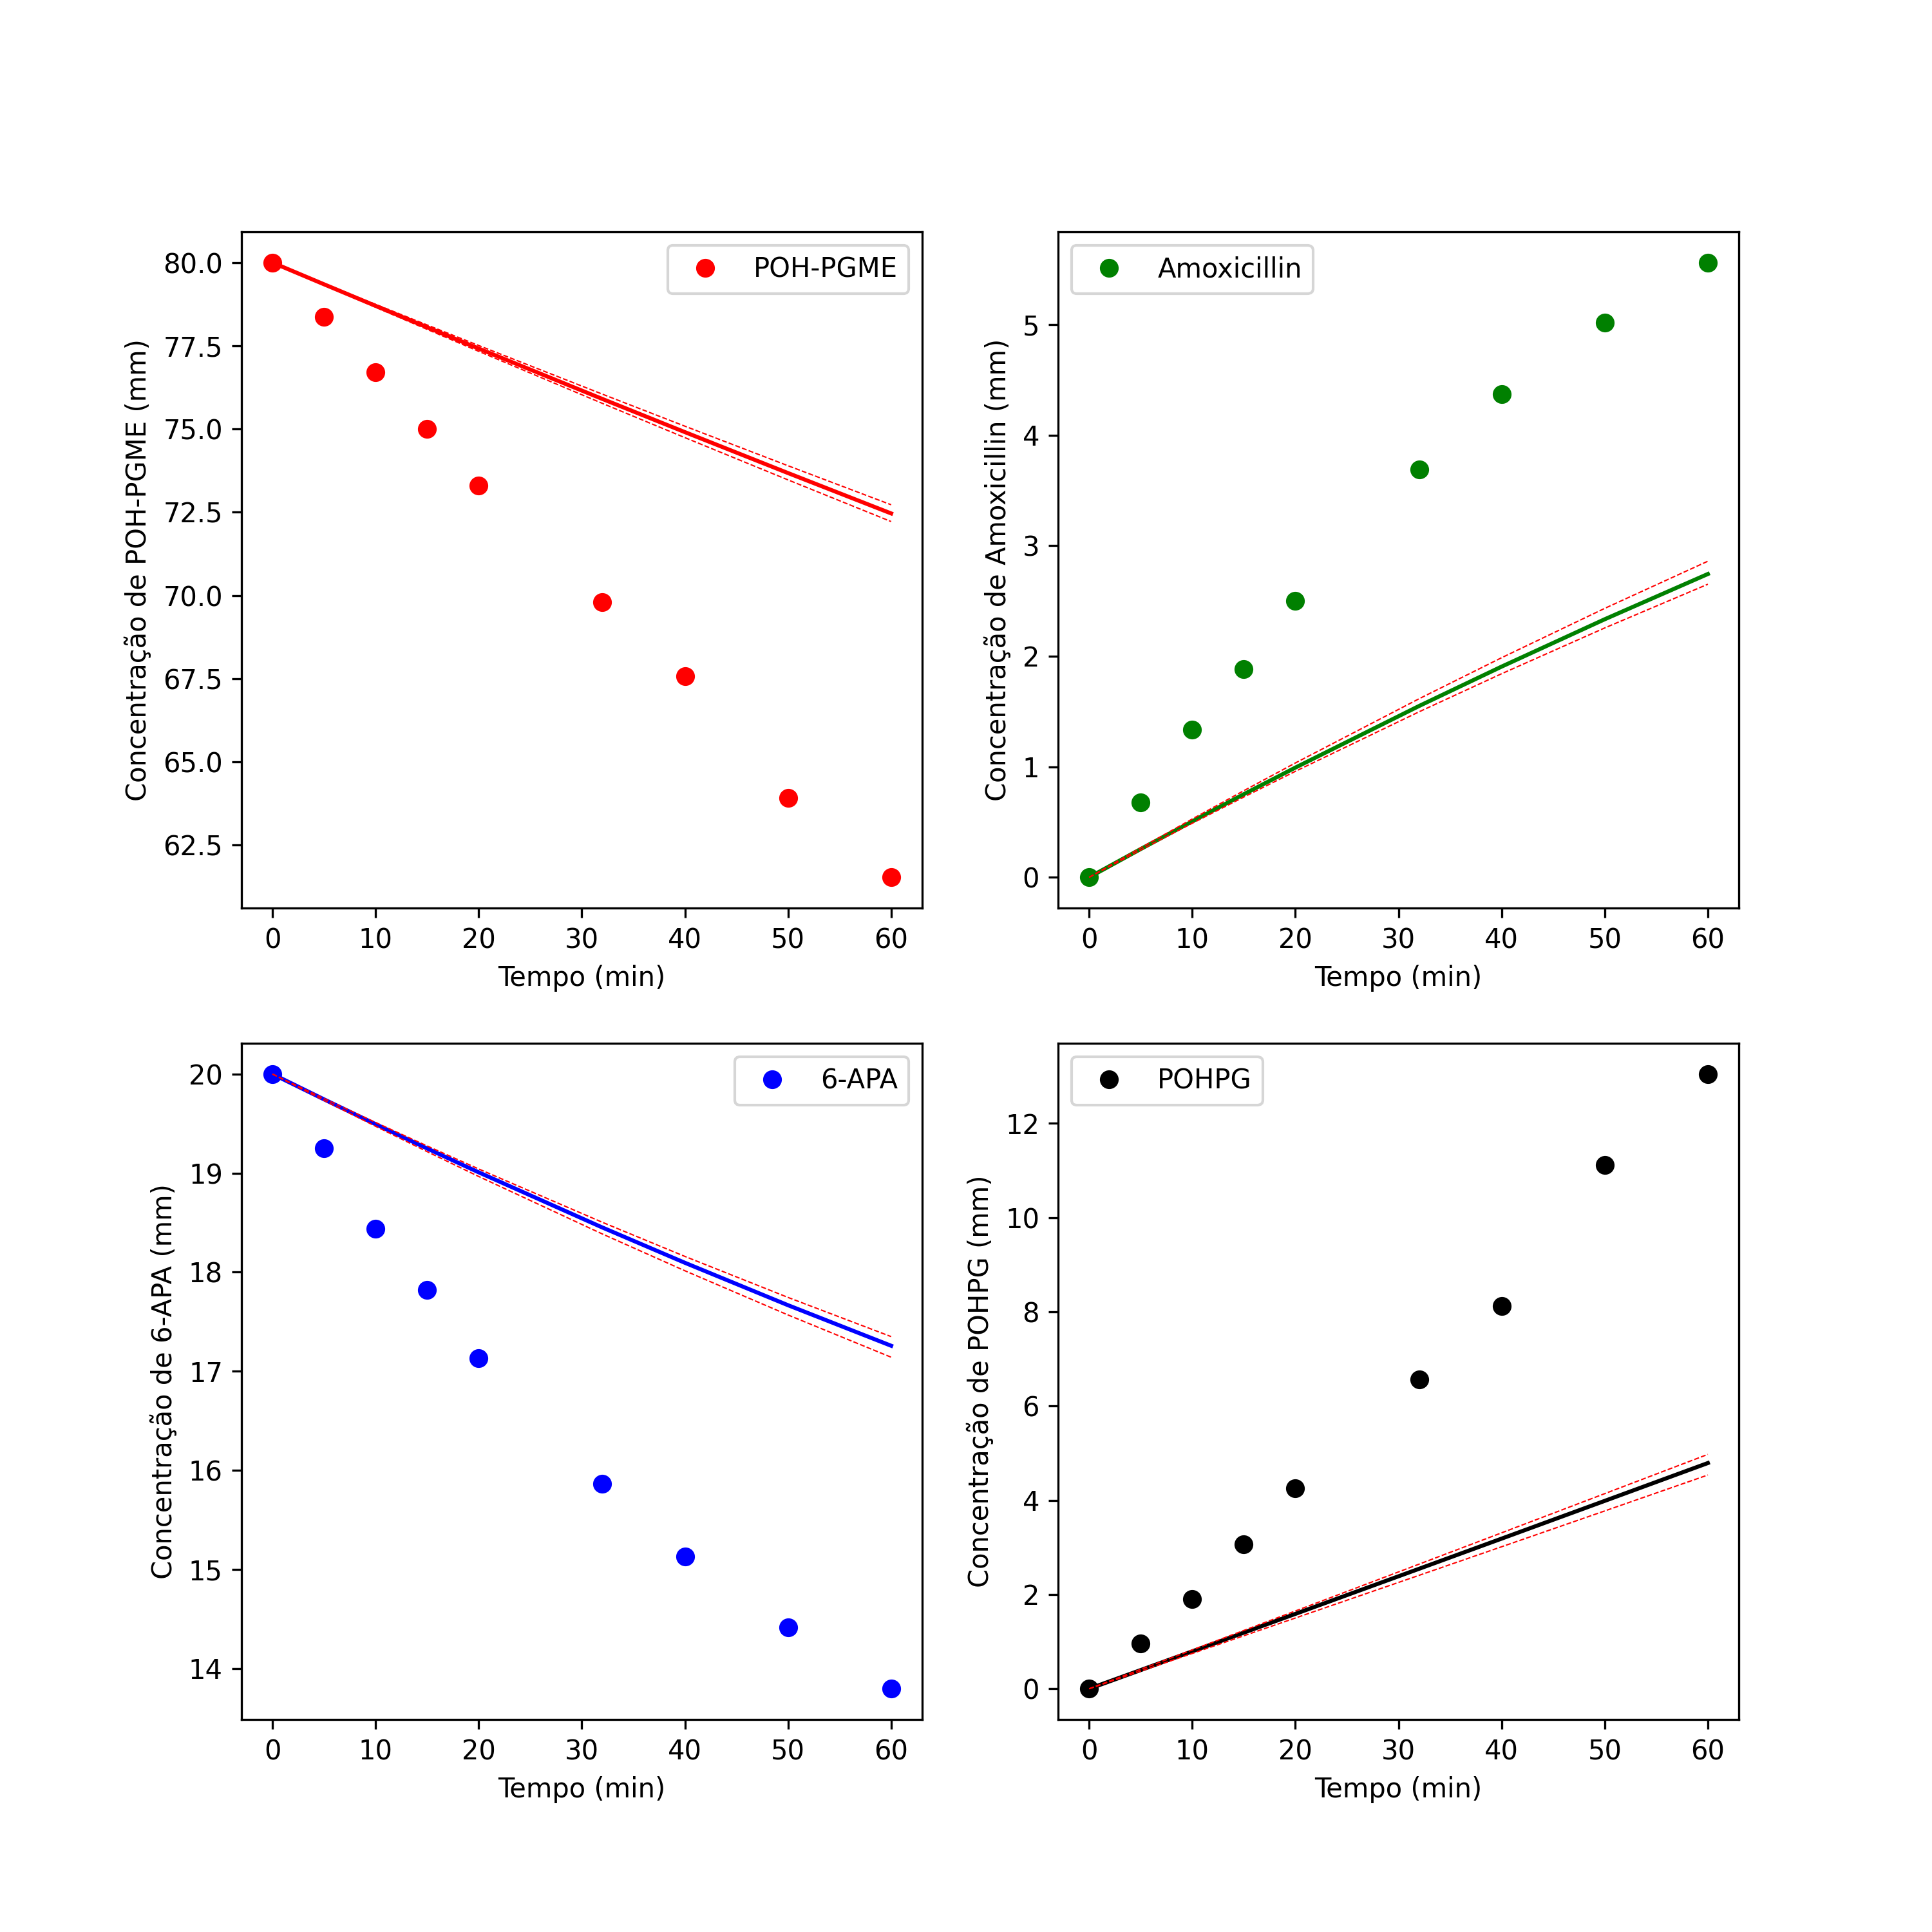 Concentração de POH-PGME (mm)
80.0
77.5
75.0
72.5
70.0
67.5
65.0
62.5
POH-PGME
0 10 20 30 40 50 60
Tempo (min)
Concentração de Amoxicillin (mm)
5
4
3
2
1
0
Amoxicillin
0 10 20 30 40 50 60
Tempo (min)
Concentração de 6-APA (mm)
20
19
18
17
16
15
14
6-APA
0 10 20 30 40 50 60
Tempo (min)
Concentração de POHPG (mm)
12
10
8
6
4
2
0
POHPG
0 10 20 30 40 50 60
Tempo (min)